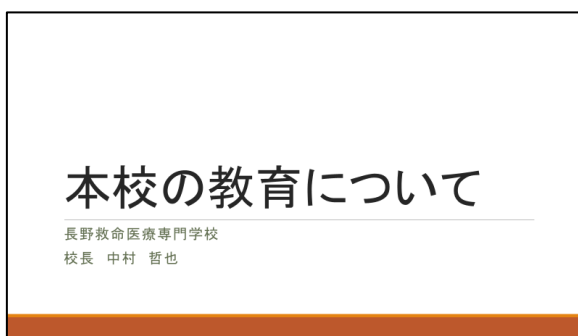 本校の教育について
長野救命医療専門学校
校長 中村 哲也